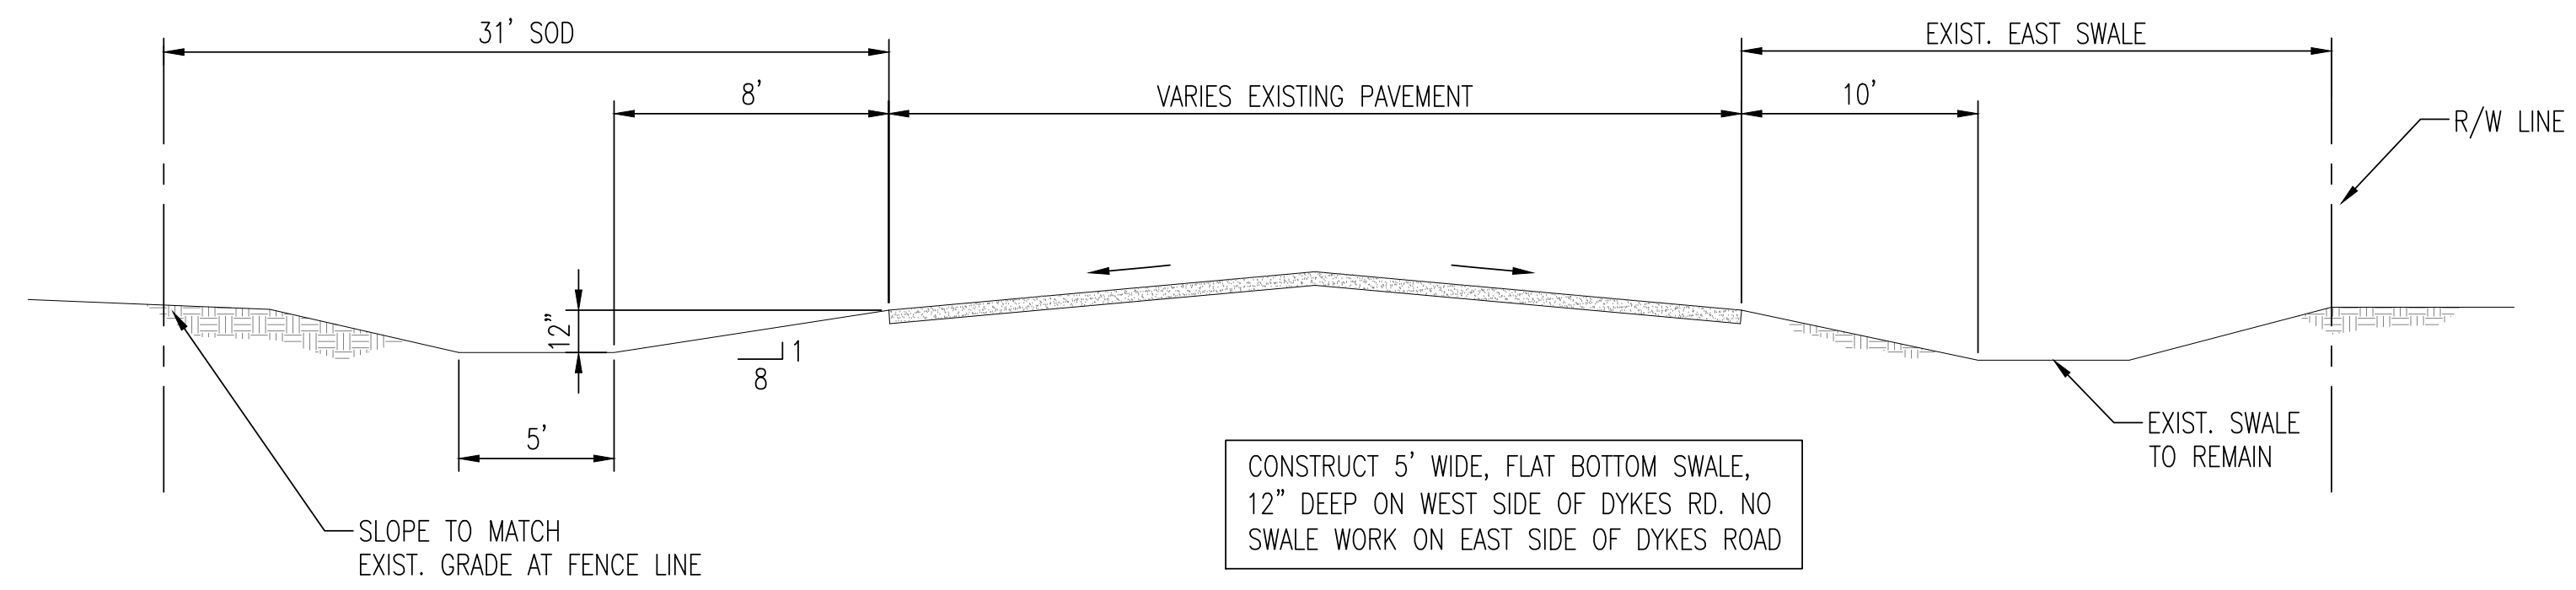 31' SOD
EXIST. EAST SWALE
8'
VARIES EXISTING PAVEMENT
10'
R/W LINE
12"
1
8
5'
EXIST. SWALE
TO REMAIN
CONSTRUCT 5' WIDE, FLAT BOTTOM SWALE,
12" DEEP ON WEST SIDE OF DYKES RD. NO
SWALE WORK ON EAST SIDE OF DYKES ROAD
SLOPE TO MATCH
EXIST. GRADE AT FENCE LINE